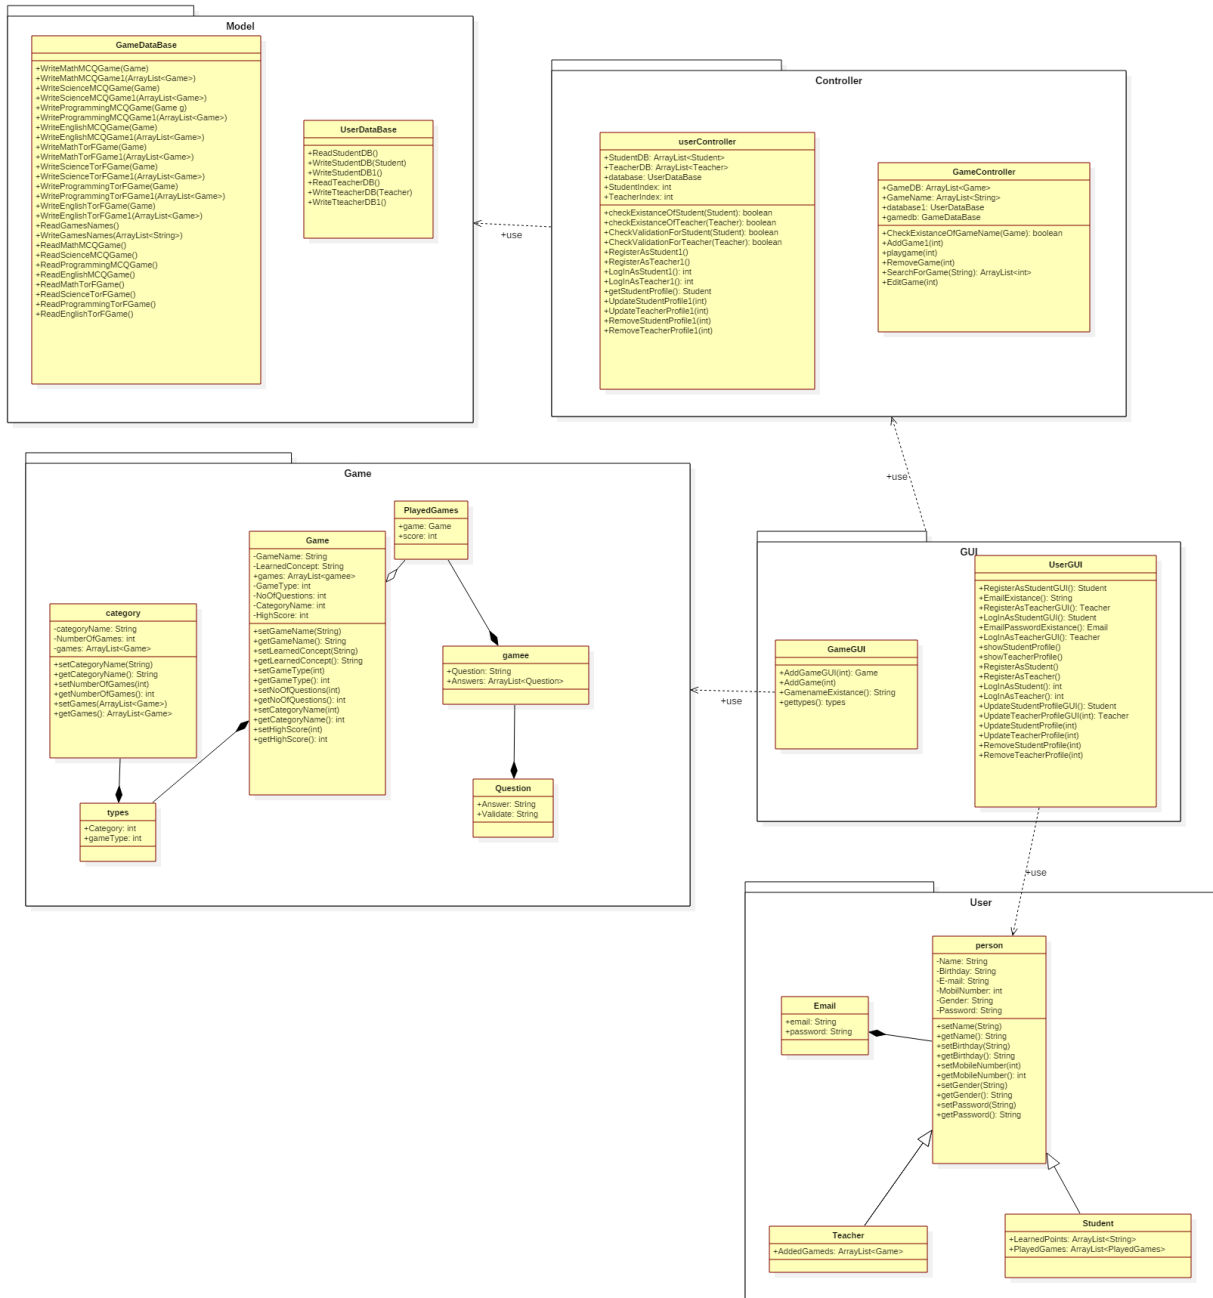 Model
GameDataBase
+WriteMathMCQGame(Game)
+WriteMathMCQGame1(ArrayList<Game>)
+WriteScienceMCQGame(Game)
+WriteScienceMCQGame1(ArrayList<Game>)
+WriteProgrammingMCQGame(Game g)
+WriteProgrammingMCQGame1(ArrayList<Game>)
+WriteEnglishMCQGame(Game)
+WriteEnglishMCQGame1(ArrayList<Game>)
+WriteMathTorFGame(Game)
+WriteMathTorFGame1(ArrayList<Game>)
+WriteScienceTorFGame(Game)
+WriteScienceTorFGame1(ArrayList<Game>)
+WriteProgrammingTorFGame(Game)
+WriteProgrammingTorFGame1(ArrayList<Game>)
+WriteEnglishTorFGame(Game)
+WriteEnglishTorFGame1(ArrayList<Game>)
+ReadGamesNames()
+WriteGamesNames(ArrayList<String>)
+ReadMathMCQGame()
+ReadScienceMCQGame()
+ReadProgrammingMCQGame()
+ReadEnglishMCQGame()
+ReadMathTorFGame()
+ReadScienceTorFGame()
+ReadProgrammingTorFGame()
+ReadEnglishTorFGame()
UserDataBase
+ReadStudentDB()
+WriteStudentDB(Student)
+WriteStudentDB1()
+ReadTeacherDB()
+WriteTteacherDB(Teacher)
+WriteTteacherDB1()
+use
Controller
userController
+StudentDB: ArrayList<Student>
+TeacherDB: ArrayList<Teacher>
+database: UserDataBase
+StudentIndex: int
+TeacherIndex: int
+checkExistanceOfStudent(Student): boolean
+checkExistanceOfTeacher(Teacher): boolean
+CheckValidationForStudent(Student): boolean
+CheckValidationForTeacher(Teacher): boolean
+RegisterAsStudent1()
+RegisterAsTeacher1()
+LogInAsStudent1(): int
+LogInAsTeacher1(): int
+getStudentProfile(): Student
+UpdateStudentProfile1(int)
+UpdateTeacherProfile1(int)
+RemoveStudentProfile1(int)
+RemoveTeacherProfile1(int)
GameController
+GameDB: ArrayList<Game>
+GameName: ArrayList<String>
+database1: UserDataBase
+gamedb: GameDataBase
+CheckExistanceOfGameName(Game): boolean
+AddGame1(int)
+playgame(int)
+RemoveGame(int)
+SearchForGame(String): ArrayList<int>
+EditGame(int)
+use
Game
category
-categoryName: String
-NumberOfGames: int
-games: ArrayList<Game>
+setCategoryName(String)
+getCategoryName(): String
+setNumberOfGames(int)
+getNumberOfGames(): int
+setGames(ArrayList<Game>)
+getGames(): ArrayList<Game>
types
+Category: int
+gameType: int
Game
-GameName: String
-LearnedConcept: String
+games: ArrayList<gamee>
-GameType: int
-NoOfQuestions: int
-CategoryName: int
-HighScore: int
+setGameName(String)
+getGameName(): String
+setLearnedConcept(String)
+getLearnedConcept(): String
+setGameType(int)
+getGameType(): int
+setNoOfQuestions(int)
+getNoOfQuestions(): int
+setCategoryName(int)
+getCategoryName(): int
+setHighScore(int)
+getHighScore(): int
PlayedGames
+game: Game
+score: int
gamee
+Question: String
+Answers: ArrayList<Question>
Question
+Answer: String
+Validate: String
+use
GUI
GameGUI
+AddGameGUI(int): Game
+AddGame(int)
+GamenameExistance(): String
+gettypes(): types
UserGUI
+RegisterAsStudentGUI(): Student
+EmailExistance(): String
+RegisterAsTeacherGUI(): Teacher
+LogInAsStudentGUI(): Student
+EmailPasswordExistance(): Email
+LogInAsTeacherGUI(): Teacher
+showStudentProfile()
+showTeacherProfile()
+RegisterAsStudent()
+RegisterAsTeacher()
+LogInAsStudent(): int
+LogInAsTeacher(): int
+UpdateStudentProfileGUI(): Student
+UpdateTeacherProfileGUI(int): Teacher
+UpdateStudentProfile(int)
+UpdateTeacherProfile(int)
+RemoveStudentProfile(int)
+RemoveTeacherProfile(int)
+use
User
person
-Name: String
-Birthday: String
-E-mail: String
-MobilNumber: int
-Gender: String
-Password: String
+setName(String)
+getName(): String
+setBirthday(String)
+getBirthday(): String
+setMobileNumber(int)
+getMobileNumber(): int
+setGender(String)
+getGender(): String
+setPassword(String)
+getPassword(): String
Email
+email: String
+password: String
Teacher
+AddedGameds: ArrayList<Game>
Student
+LearnedPoints: ArrayList<String>
+PlayedGames: ArrayList<PlayedGames>